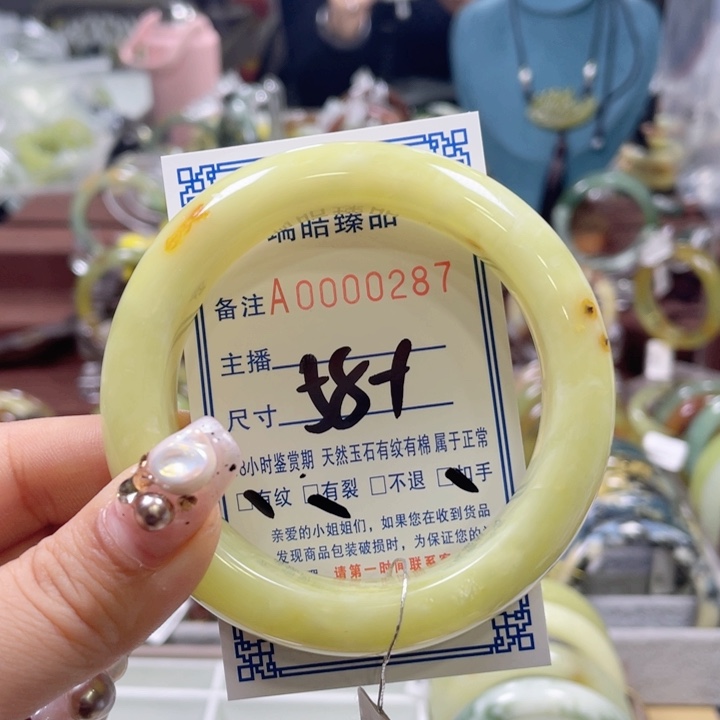 瑞皓臻品
备注A0000287
主播
尺寸
8小时鉴赏期 天然玉石有纹有棉 属于正常
□有纹 □有裂 □不退 □扣手
亲爱的小姐姐们，如果您在收到货品
发现商品包装破损时，为保证您的
请第一时间联系